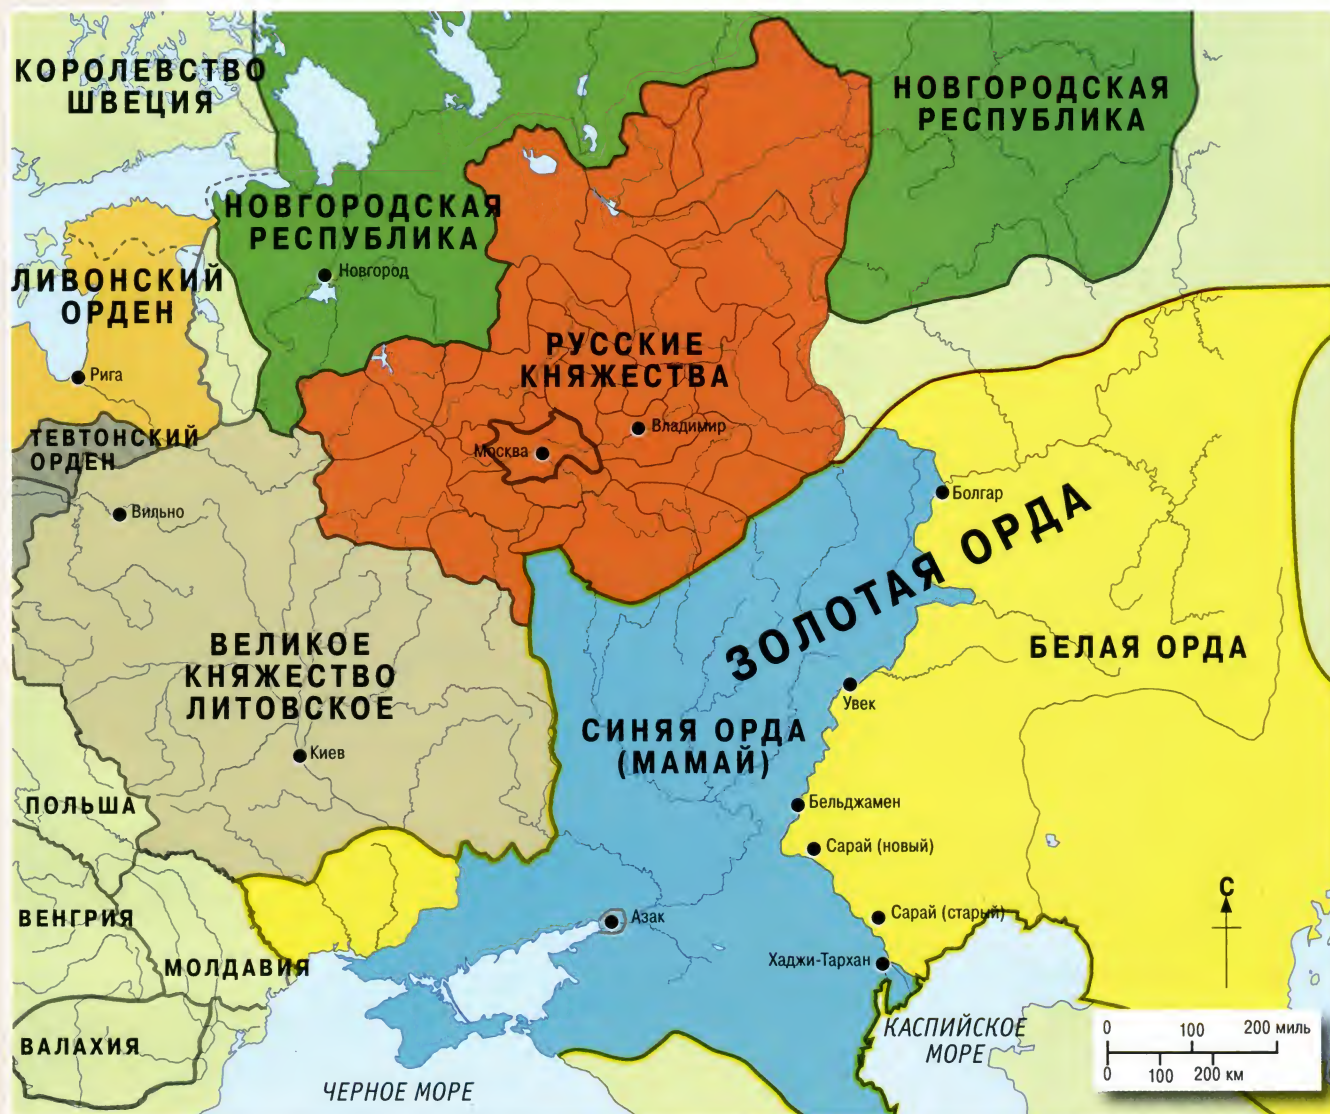 КОРОЛЕВСТВО
ШВЕЦИЯ
НОВГОРОДСКАЯ
РЕСПУБЛИКА
НОВГОРОДСКАЯ
РЕСПУБЛИКА
Новгород
ЛИВОНСКИЙ
ОРДЕН
Рига
РУССКИЕ
КНЯЖЕСТВА
Москва
Владимир
ТЕВТОНСКИЙ
ОРДЕН
Вильно
Болгар
ЗОЛОТАЯ ОРДА
БЕЛАЯ ОРДА
ВЕЛИКОЕ
КНЯЖЕСТВО
ЛИТОВСКОЕ
Киев
СИНЯЯ ОРДА
(МАМАЙ)
Увек
Бельджамен
Сарай (новый)
Сарай (старый)
Хаджи-Тархан
Азак
ПОЛЬША
ВЕНГРИЯ
МОЛДАВИЯ
ВАЛАХИЯ
ЧЕРНОЕ МОРЕ
КАСПИЙСКОЕ
МОРЕ
С
0 100 200 миль
0 100 200 км